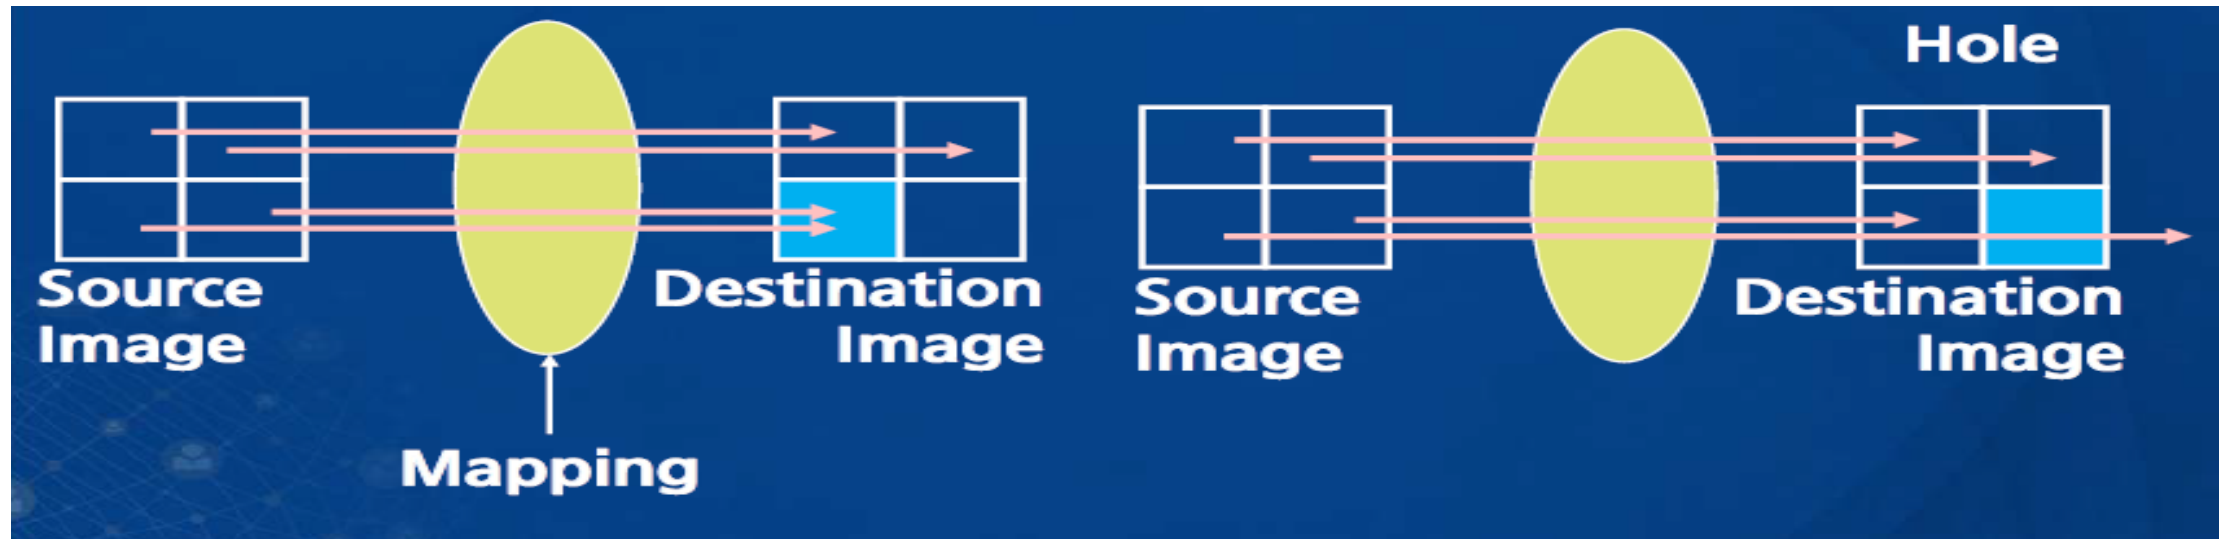 Source
Image
Destination
Image
Mapping
Hole
Source
Image
Destination
Image